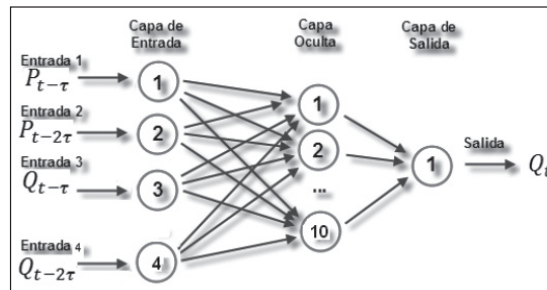 Capa de
Entrada
Capa
Oculta
Capa de
Salida
Entrada 1
P_{t-τ}
1
Entrada 2
P_{t-2τ}
2
Entrada 3
Q_{t-τ}
3
Entrada 4
Q_{t-2τ}
4
1
2
...
10
1
Salida
Q_t